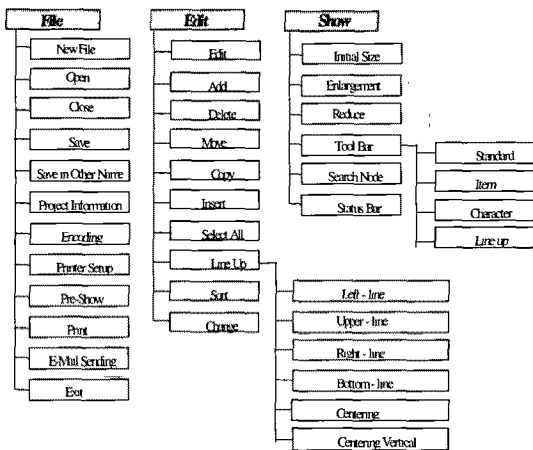 File
New File
Open
Close
Save
Save in Other Name
Project Information
Encoding
Printer Setup
Pre-Show
Print
E-Mail Sending
Exit
Edit
Edit
Add
Delete
Move
Copy
Insert
Select All
Line Up
Sort
Change
Left - line
Upper - line
Right - line
Bottom - line
Centering
Centering Vertical
Show
Initial Size
Enlargement
Reduce
Tool Bar
Search Node
Status Bar
Standard
Item
Character
Line up